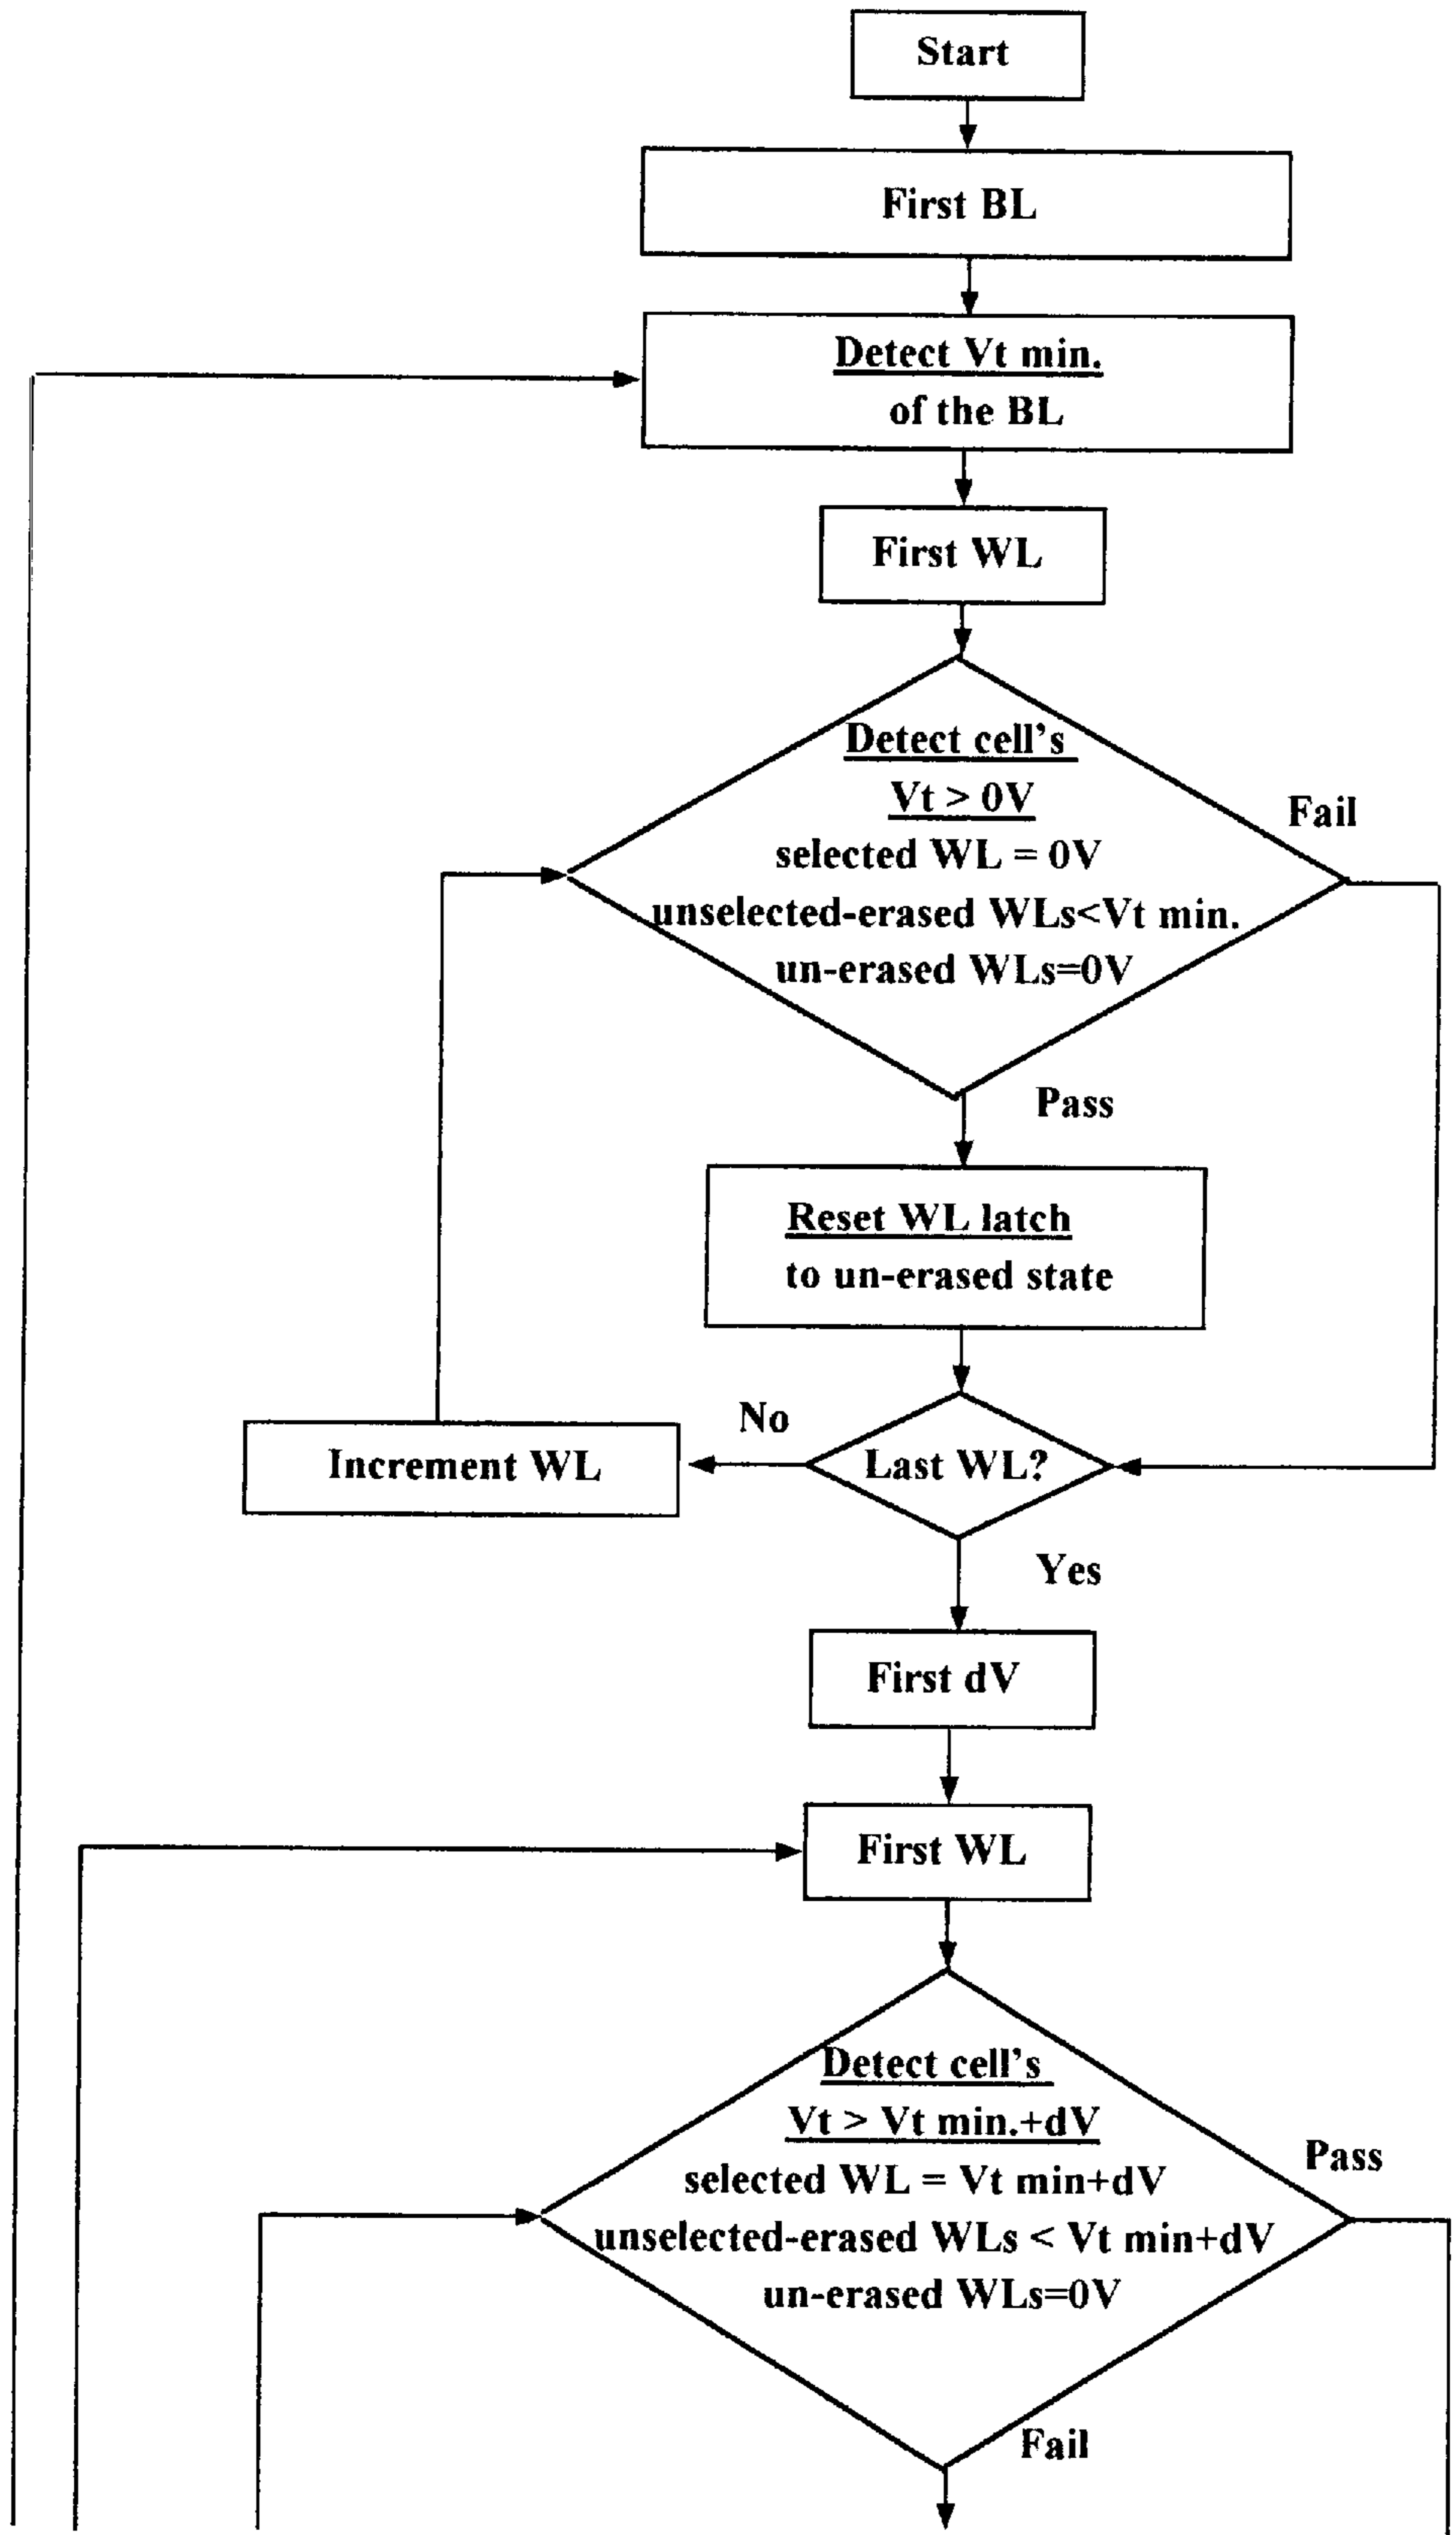 Start
First BL
Detect Vt min.
of the BL
First WL
Detect cell's
Vt > 0V
selected WL = 0V
unselected-erased WLs<Vt min.
un-erased WLs=0V
Fail
Pass
Reset WL latch
to un-erased state
No
Increment WL
Last WL?
Yes
First dV
First WL
Detect cell's
Vt > Vt min.+dV
selected WL = Vt min+dV
unselected-erased WLs < Vt min+dV
un-erased WLs=0V
Pass
Fail